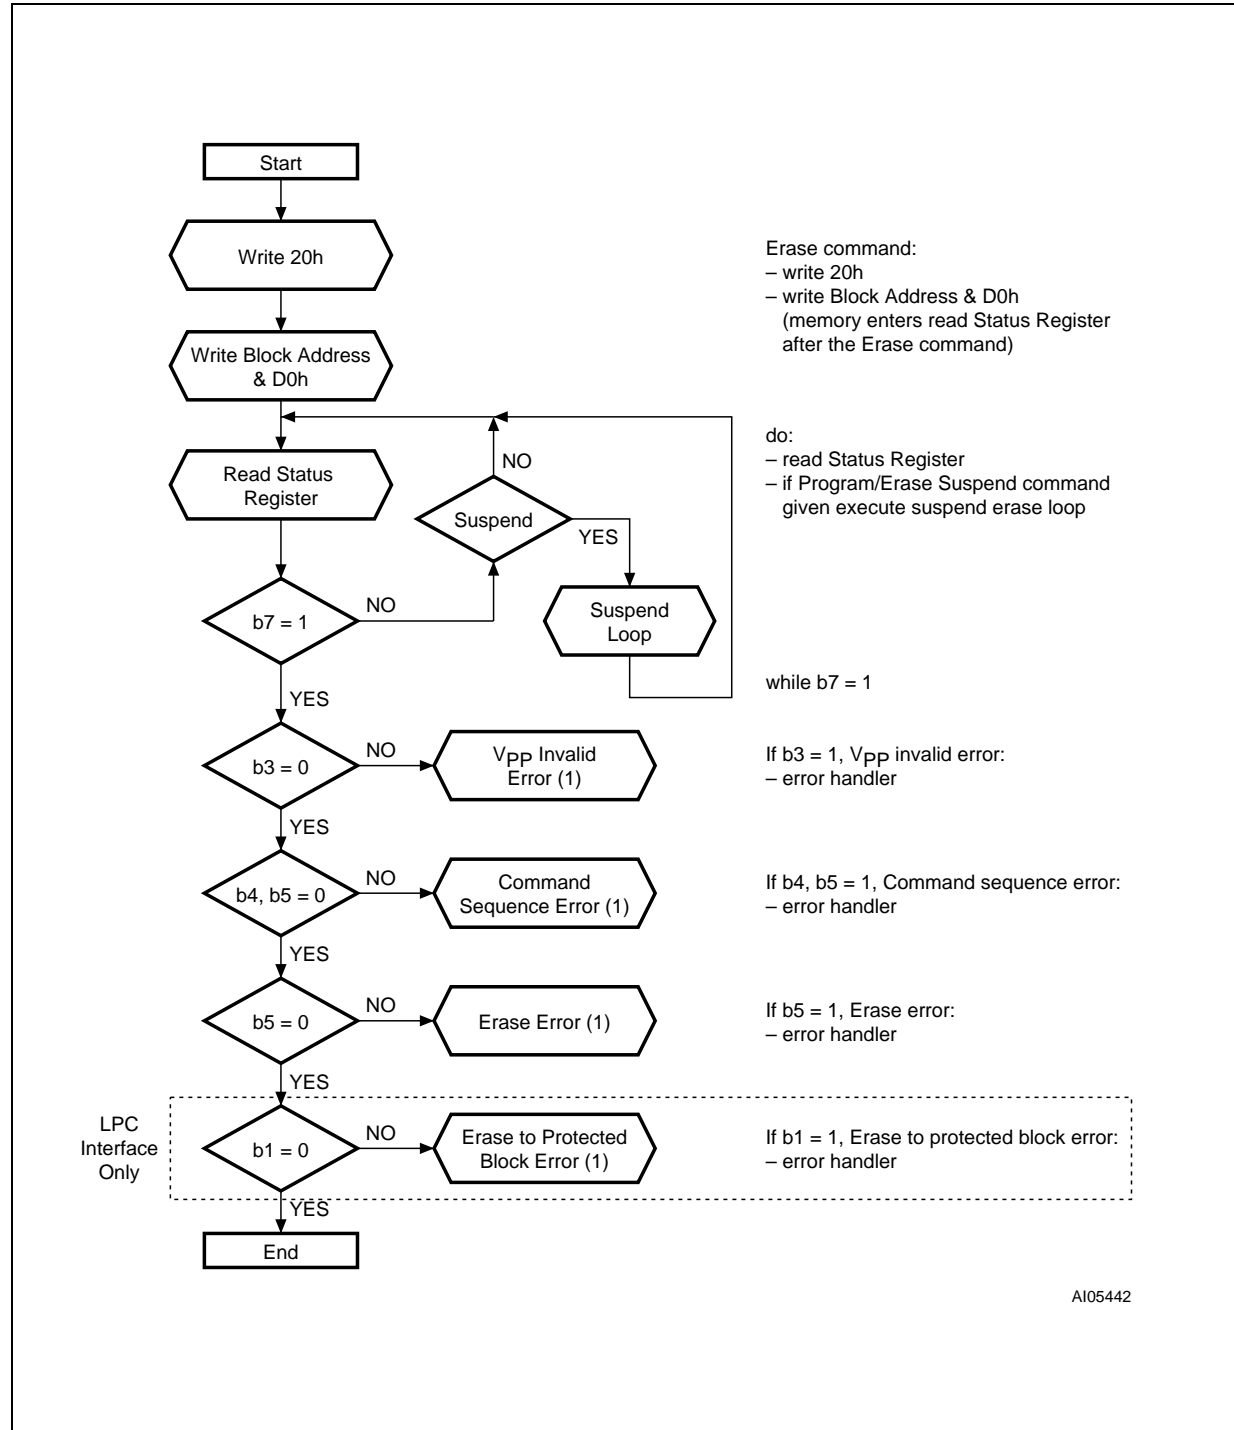 Start
Write 20h
Erase command:
– write 20h
– write Block Address & D0h
(memory enters read Status Register
after the Erase command)
Write Block Address
& D0h
do:
– read Status Register
– if Program/Erase Suspend command
given execute suspend erase loop
Read Status
Register
NO
Suspend
YES
b7 = 1
NO
Suspend
Loop
while b7 = 1
YES
b3 = 0
NO
VPP Invalid
Error (1)
If b3 = 1, VPP invalid error:
– error handler
YES
b4, b5 = 0
NO
Command
Sequence Error (1)
If b4, b5 = 1, Command sequence error:
– error handler
YES
b5 = 0
NO
Erase Error (1)
If b5 = 1, Erase error:
– error handler
YES
LPC
Interface
Only
b1 = 0
NO
Erase to Protected
Block Error (1)
If b1 = 1, Erase to protected block error:
– error handler
YES
End
AI05442